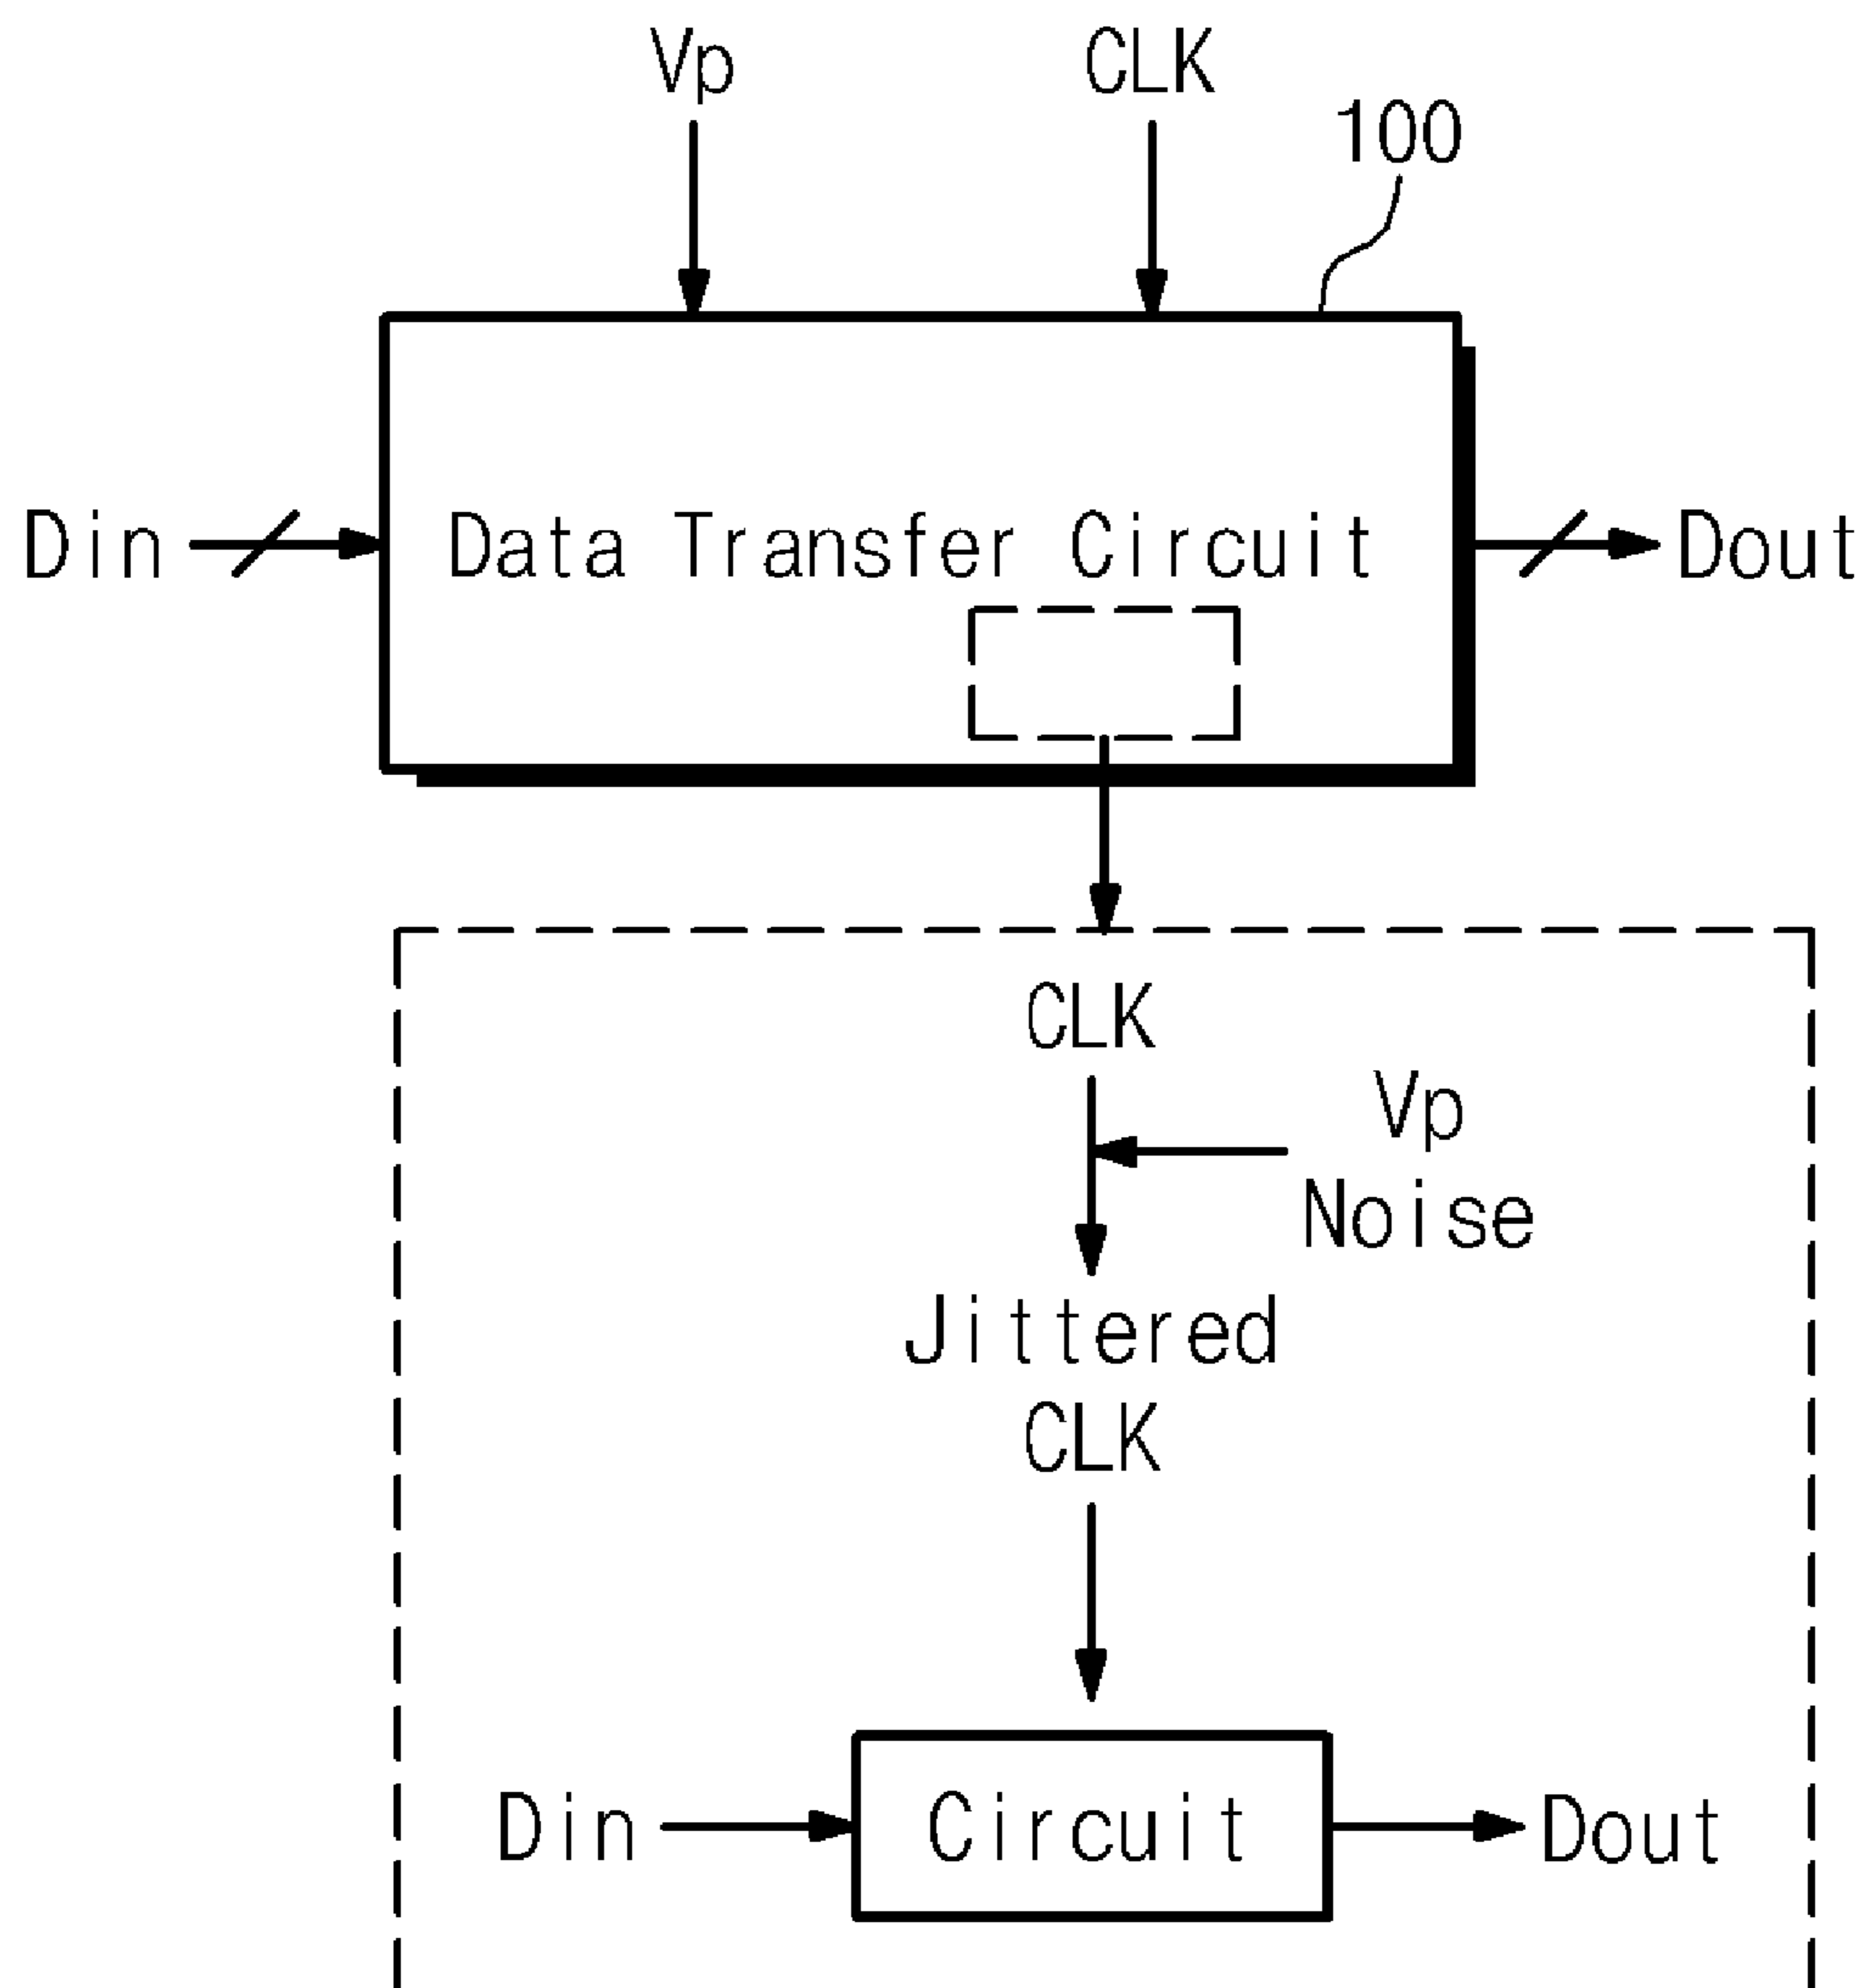 Vp
CLK
100
Din
Data Transfer Circuit
Dout
CLK
Vp
Noise
Jittered
CLK
Din
Circuit
Dout